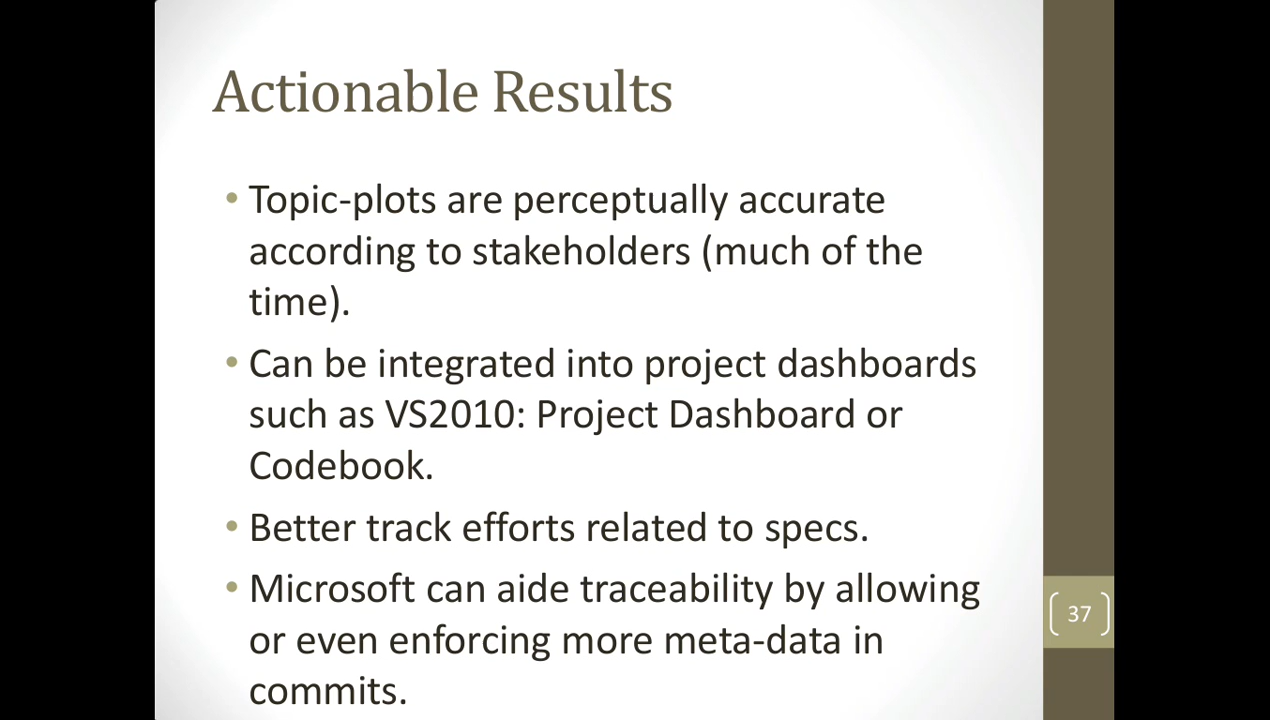 Actionable Results
• Topic-plots are perceptually accurate
according to stakeholders (much of the
time).
• Can be integrated into project dashboards
such as VS2010: Project Dashboard or
Codebook.
• Better track efforts related to specs.
• Microsoft can aide traceability by allowing
or even enforcing more meta-data in
commits.
37